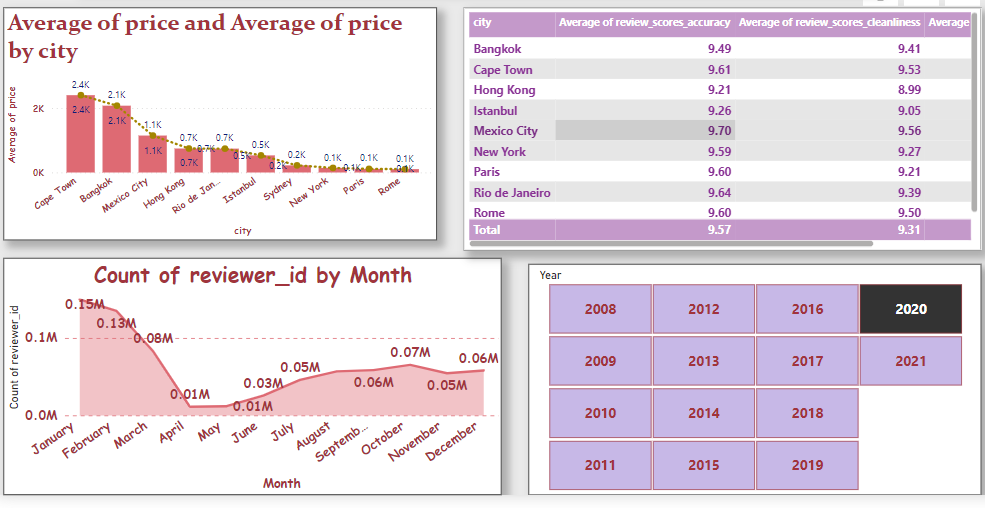 Average of price and Average of price
by city
Average of price
2K
0K
2.4K
2.4K
2.1K
2.1K
1.1K
1.1K
0.7K
0.7K
0.7K
0.7K
0.5K
0.5K
0.2K
0.2K
0.1K
0.1K
0.1K
0.1K
0.1K
Cape Town
Bangkok
Mexico City
Hong Kong
Rio de Jan...
Istanbul
Sydney
New York
Paris
Rome
city
city Average of review_scores_accuracy Average of review_scores_cleanliness Average
Bangkok 9.49 9.41
Cape Town 9.61 9.53
Hong Kong 9.21 8.99
Istanbul 9.26 9.05
Mexico City 9.70 9.56
New York 9.59 9.27
Paris 9.60 9.21
Rio de Janeiro 9.64 9.39
Rome 9.60 9.50
Total 9.57 9.31
Count of reviewer_id by Month
Count of reviewer_id
0.1M
0.0M
0.15M
0.13M
0.08M
0.01M
0.01M
0.03M
0.05M
0.06M
0.07M
0.05M
0.06M
January
February
March
April
May
June
July
August
Septemb...
October
November
December
Month
Year
2008 2012 2016 2020
2009 2013 2017 2021
2010 2014 2018
2011 2015 2019